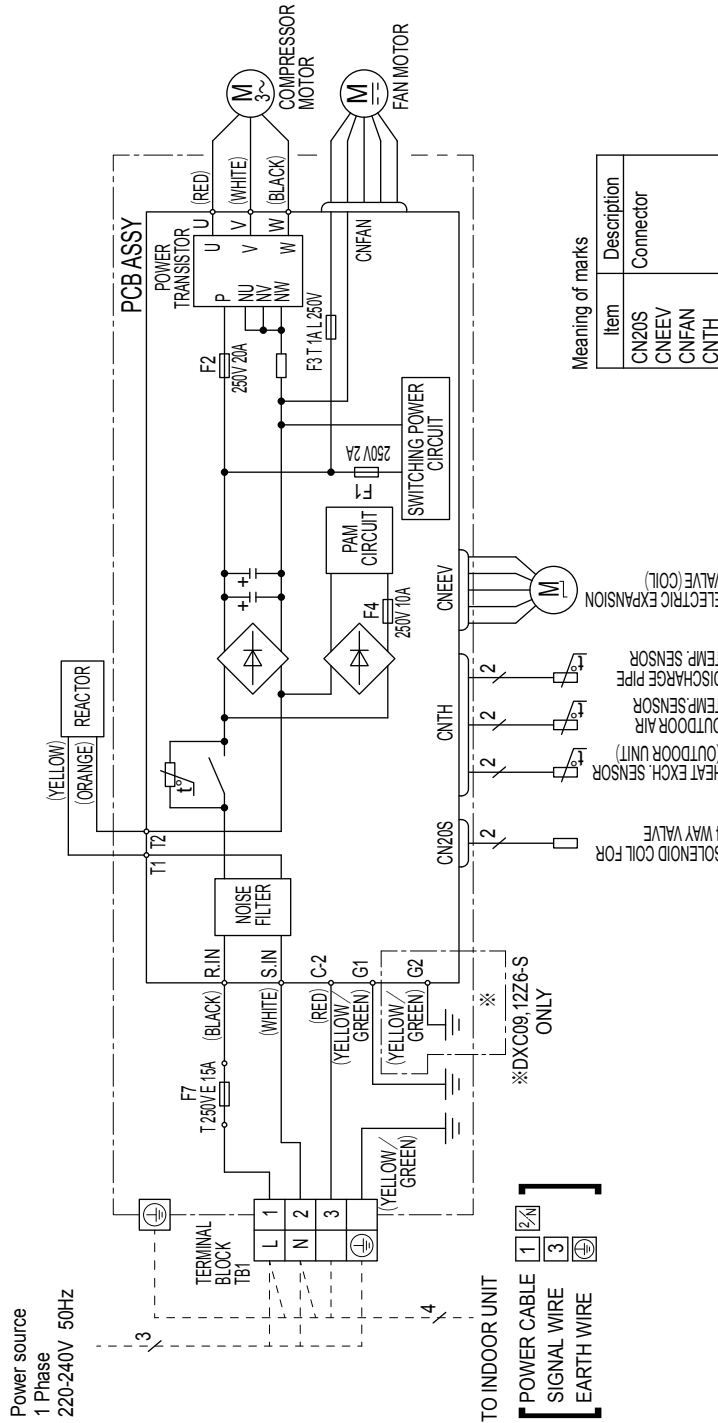 Power source
1 Phase
220-240V 50Hz
3
4
TO INDOOR UNIT
POWER CABLE 1 2/N
SIGNAL WIRE 3
EARTH WIRE
TERMINAL
BLOCK
TB1
L 1
N 2
3
F7
T 250V E 15A
(BLACK)
(WHITE)
(RED)
(YELLOW/
GREEN)
(YELLOW/
GREEN)
(YELLOW/
GREEN)
※
※DXC09,12Z6-S
ONLY
R.IN
S.IN
C-2
G1
G2
NOISE
FILTER
T1
T2
(YELLOW)
(ORANGE)
REACTOR
t°
+
+
F4
250V 10A
PAM
CIRCUIT
F1
250V 2A
SWITCHING POWER
CIRCUIT
F2
250V 20A
F3 T 1A L 250V
PCB ASSY
POWER
TRANSISTOR
P
NU
NV
NW
U
V
W
U
V
W
(RED)
(WHITE)
(BLACK)
M
3~
COMPRESSOR
MOTOR
CNFAN
M
FAN MOTOR
CN20S
2
SOLENOID COIL FOR
4 WAY VALVE
CNTH
2
2
2
t°
t°
t°
HEAT EXCH. SENSOR
(OUTDOOR UNIT)
OUTDOOR AIR
TEMP.SENSOR
DISCHARGE PIPE
TEMP. SENSOR
CNEEV
M
ELECTRIC EXPANSION
VALVE (COIL)
Meaning of marks
Item Description
CN20S Connector
CNEEV
CNFAN
CNTH